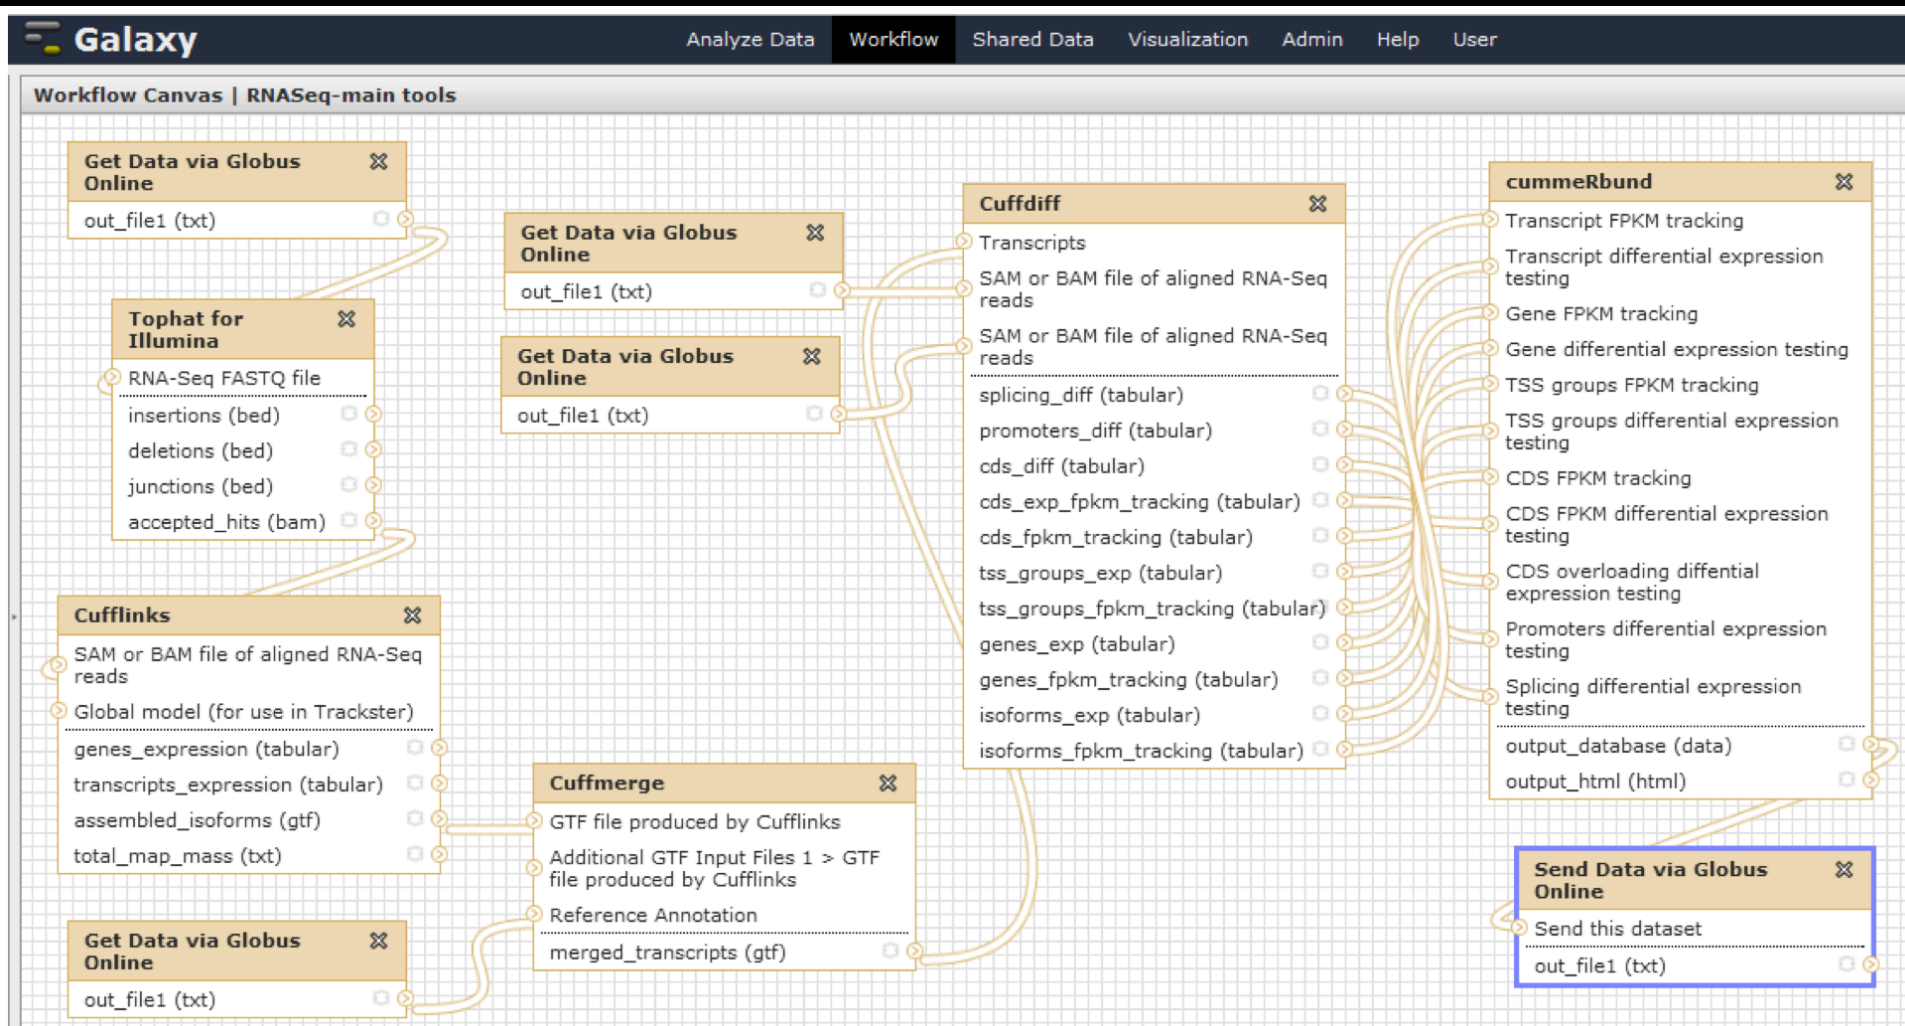 Galaxy
Analyze Data
Workflow
Shared Data
Visualization
Admin
Help
User
Workflow Canvas | RNASeq-main tools
Get Data via Globus
Online
out_file1 (txt)
Tophat for
Illumina
RNA-Seq FASTQ file
insertions (bed)
deletions (bed)
junctions (bed)
accepted_hits (bam)
Cufflinks
SAM or BAM file of aligned RNA-Seq
reads
Global model (for use in Trackster)
genes_expression (tabular)
transcripts_expression (tabular)
assembled_isoforms (gtf)
total_map_mass (txt)
Get Data via Globus
Online
out_file1 (txt)
Get Data via Globus
Online
out_file1 (txt)
Get Data via Globus
Online
out_file1 (txt)
Cuffmerge
GTF file produced by Cufflinks
Additional GTF Input Files 1 > GTF
file produced by Cufflinks
Reference Annotation
merged_transcripts (gtf)
Cuffdiff
Transcripts
SAM or BAM file of aligned RNA-Seq
reads
SAM or BAM file of aligned RNA-Seq
reads
splicing_diff (tabular)
promoters_diff (tabular)
cds_diff (tabular)
cds_exp_fpkm_tracking (tabular)
cds_fpkm_tracking (tabular)
tss_groups_exp (tabular)
tss_groups_fpkm_tracking (tabular)
genes_exp (tabular)
genes_fpkm_tracking (tabular)
isoforms_exp (tabular)
isoforms_fpkm_tracking (tabular)
cummeRbund
Transcript FPKM tracking
Transcript differential expression
testing
Gene FPKM tracking
Gene differential expression testing
TSS groups FPKM tracking
TSS groups differential expression
testing
CDS FPKM tracking
CDS FPKM differential expression
testing
CDS overloading diffential
expression testing
Promoters differential expression
testing
Splicing differential expression
testing
output_database (data)
output_html (html)
Send Data via Globus
Online
Send this dataset
out_file1 (txt)